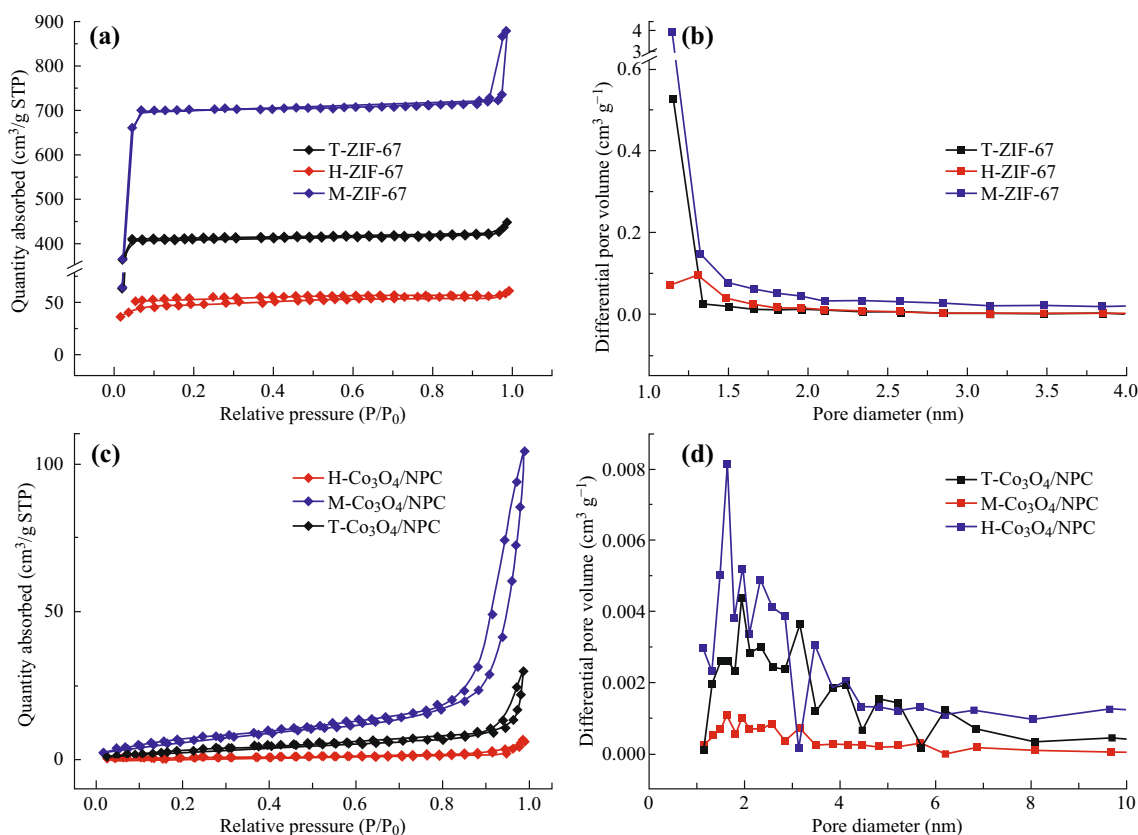 (a)
900
800
700
600
500
400
50
0
Quantity absorbed (cm³/g STP)
T-ZIF-67
H-ZIF-67
M-ZIF-67
0.0 0.2 0.4 0.6 0.8 1.0
Relative pressure (P/P₀)
(b)
4
3
0.6
0.4
0.2
0.0
Differential pore volume (cm³ g⁻¹)
T-ZIF-67
H-ZIF-67
M-ZIF-67
1.0 1.5 2.0 2.5 3.0 3.5 4.0
Pore diameter (nm)
(c)
100
50
0
Quantity absorbed (cm³/g STP)
H-Co₃O₄/NPC
M-Co₃O₄/NPC
T-Co₃O₄/NPC
0.0 0.2 0.4 0.6 0.8 1.0
Relative pressure (P/P₀)
(d)
0.008
0.006
0.004
0.002
0.000
Differential pore volume (cm³ g⁻¹)
T-Co₃O₄/NPC
M-Co₃O₄/NPC
H-Co₃O₄/NPC
0 2 4 6 8 10
Pore diameter (nm)